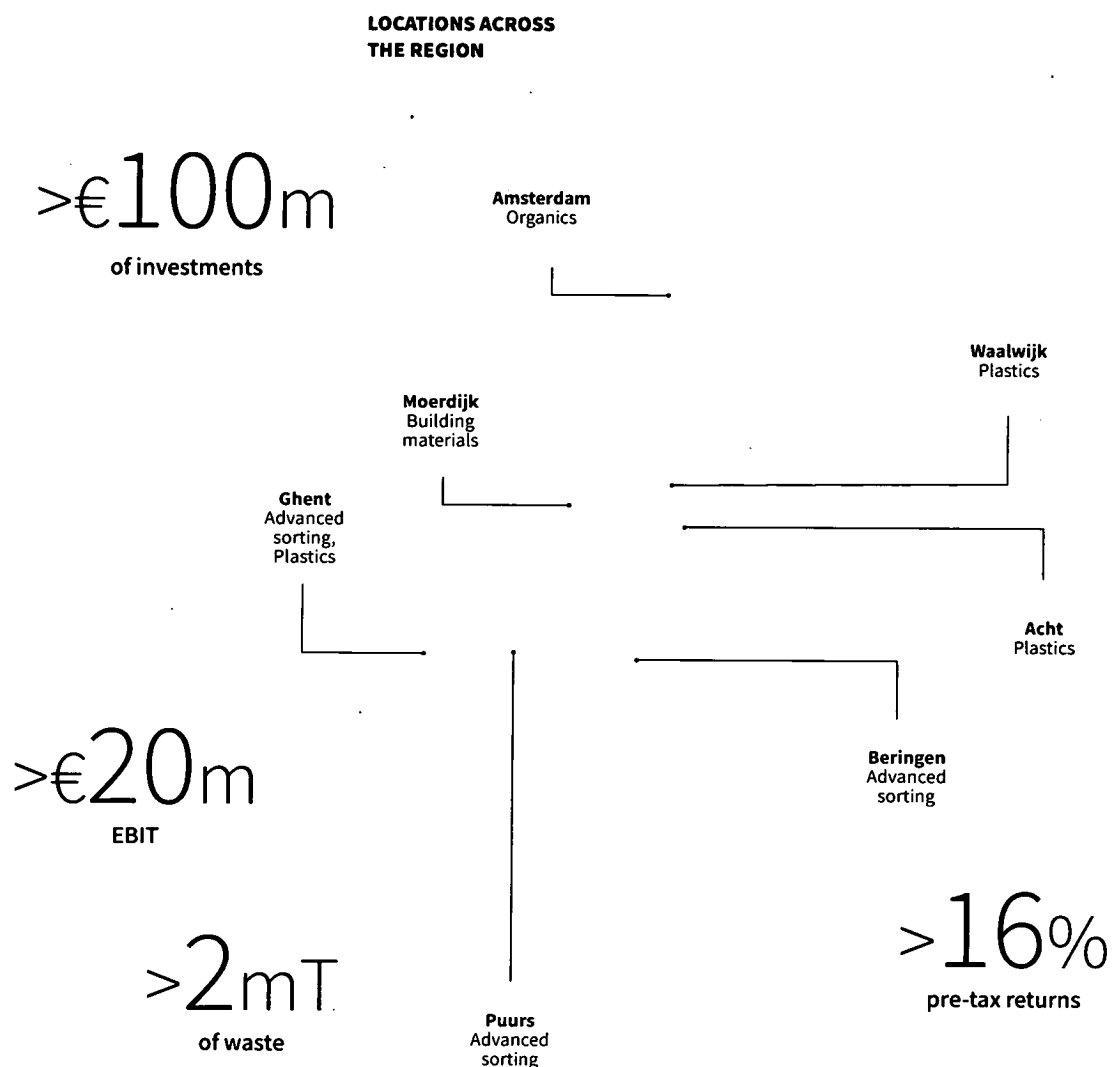 LOCATIONS ACROSS
THE REGION
>€100m
of investments
Amsterdam
Organics
Waalwijk
Plastics
Moerdijk
Building
materials
Ghent
Advanced
sorting,
Plastics
Acht
Plastics
>€20m
EBIT
Beringen
Advanced
sorting
>16%
pre-tax returns
>2mT
of waste
Puurs
Advanced
sorting